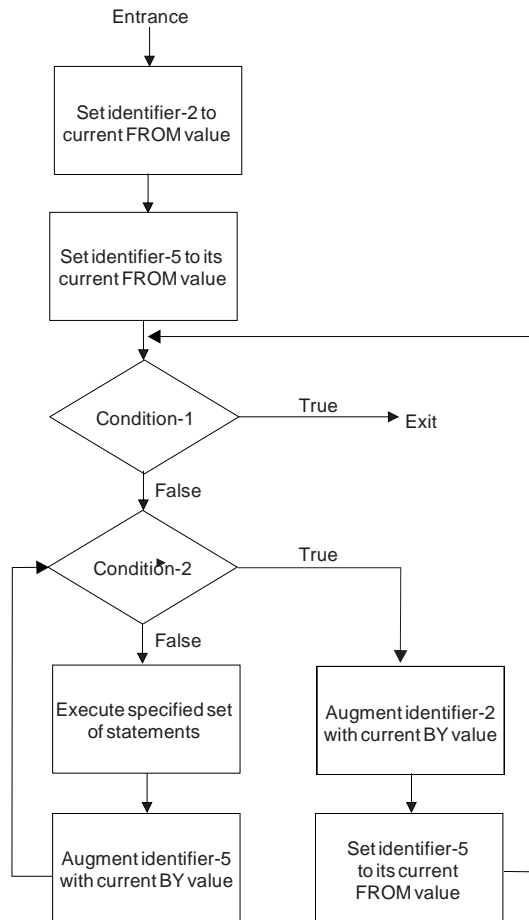 Entrance
Set identifier-2 to
current FROM value
Set identifier-5 to its
current FROM value
Condition-1
True
Exit
False
Condition-2
True
False
Execute specified set
of statements
Augment identifier-2
with current BY value
Augment identifier-5
with current BY value
Set identifier-5
to its current
FROM value